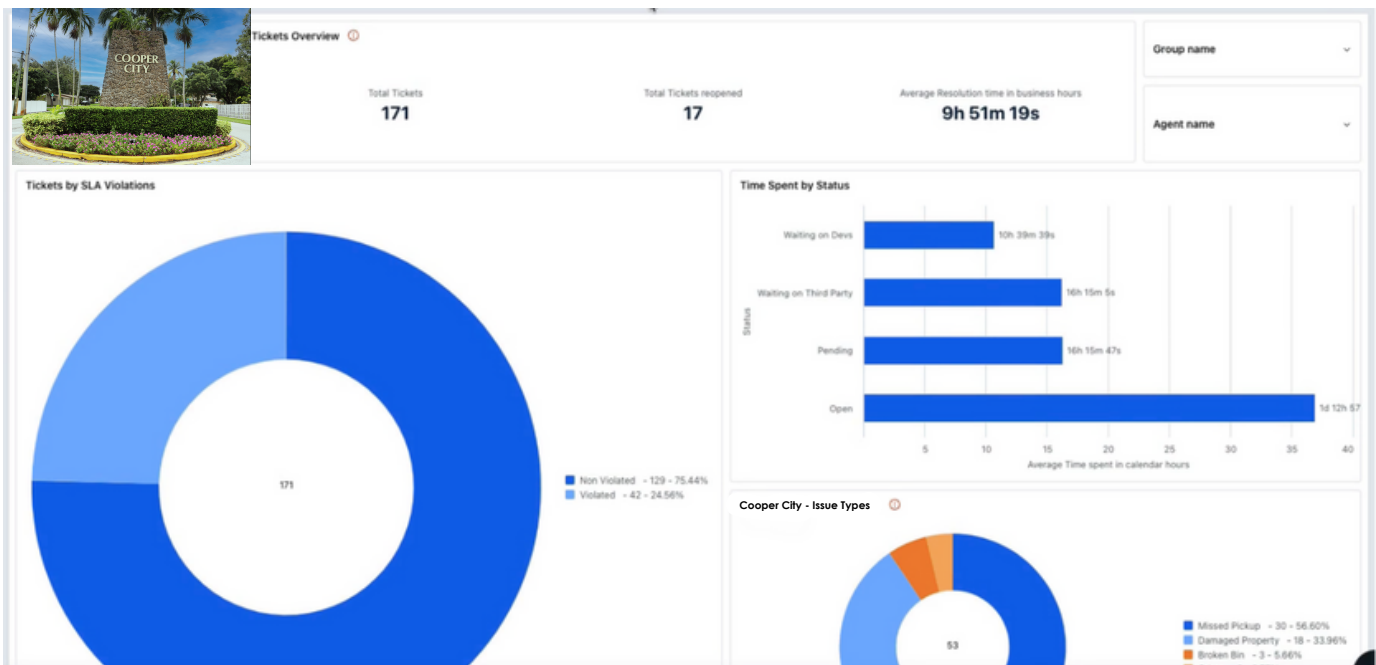 COOPER
CITY
Tickets Overview
Total Tickets
171
Total Tickets reopened
17
Average Resolution time in business hours
9h 51m 19s
Group name
Agent name
Tickets by SLA Violations
171
Non Violated - 129 - 75.44%
Violated - 42 - 24.56%
Time Spent by Status
Status
Waiting on Devs
10h 39m 39s
Waiting on Third Party
16h 15m 5s
Pending
16h 15m 47s
Open
1d 12h 57
5 10 15 20 25 30 35 40
Average Time spent in calendar hours
Cooper City - Issue Types
53
Missed Pickup - 30 - 56.60%
Damaged Property - 18 - 33.96%
Broken Bin - 3 - 5.66%